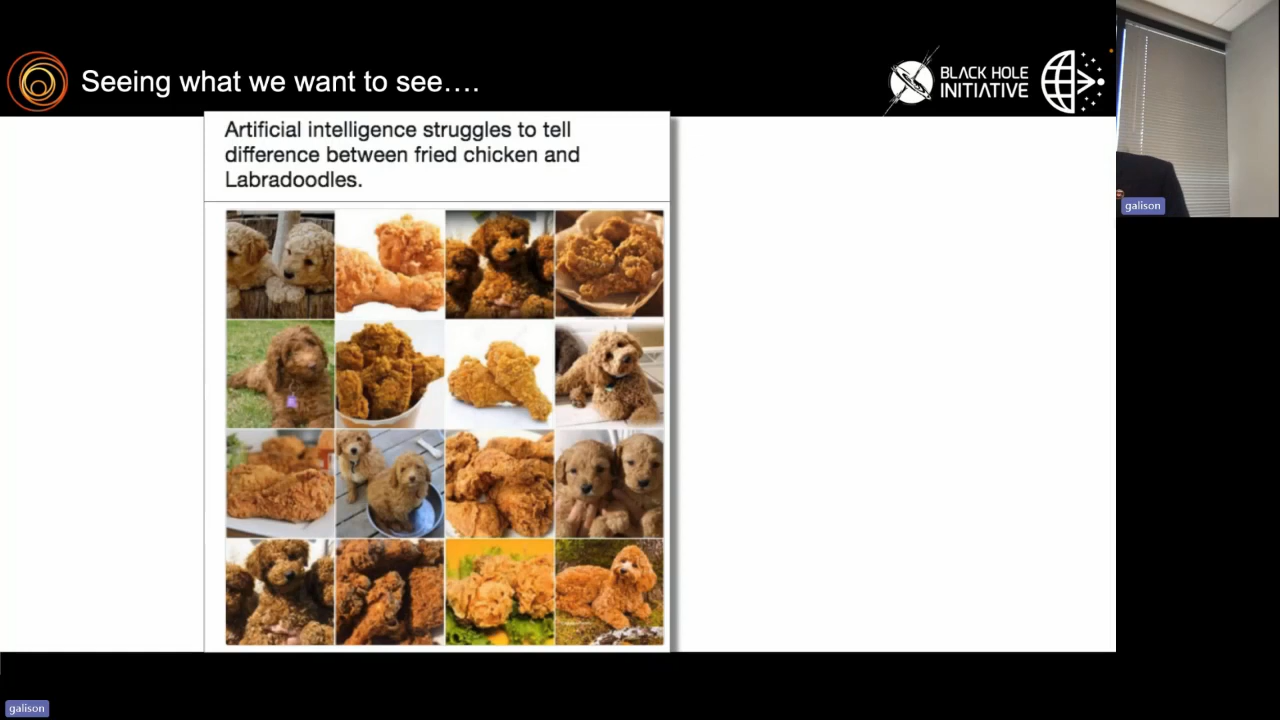 Seeing what we want to see....
BLACK HOLE
INITIATIVE
Artificial intelligence struggles to tell
difference between fried chicken and
Labradoodles.
galison
galison